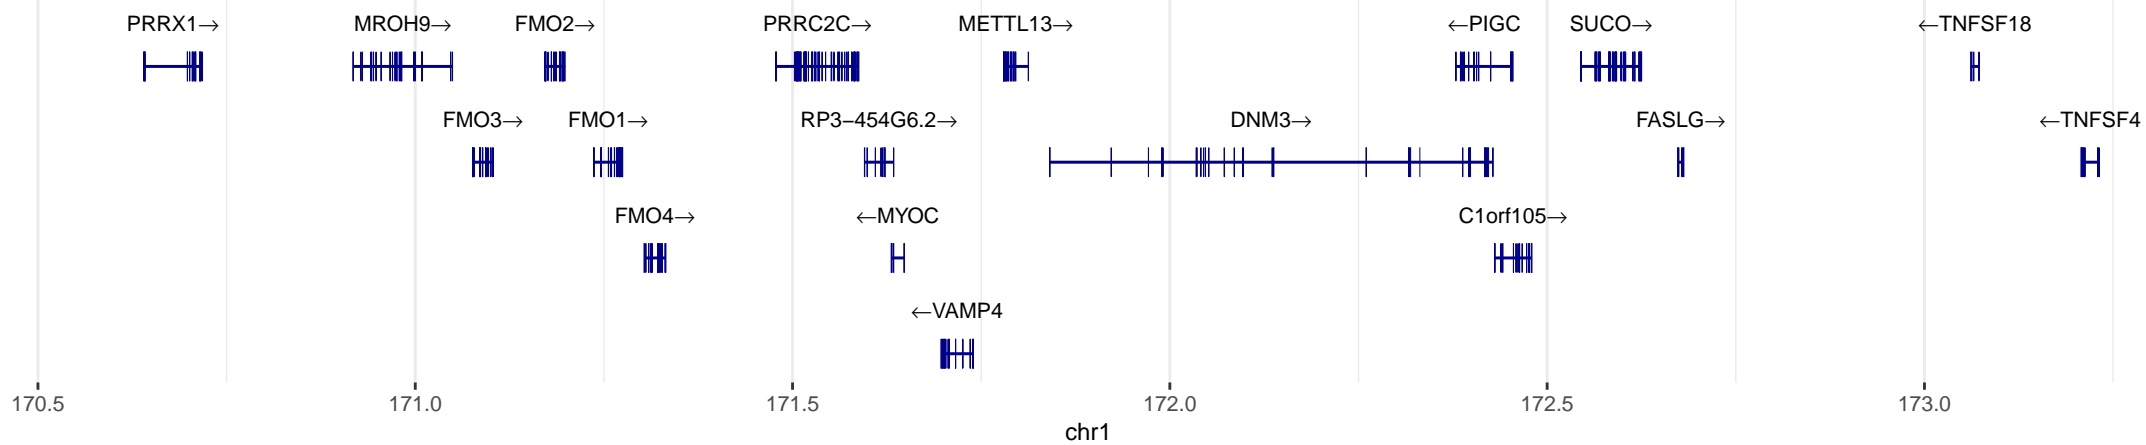 PRRX1→ MROH9→ FMO2→ PRRC2C→ METTL13→ ←PIGC SUCO→ ←TNFSF18
FMO3→ FMO1→ RP3−454G6.2→ DNM3→ FASLG→ ←TNFSF4
FMO4→ ←MYOC C1orf105→
←VAMP4
170.5 171.0 171.5 172.0 172.5 173.0
chr1